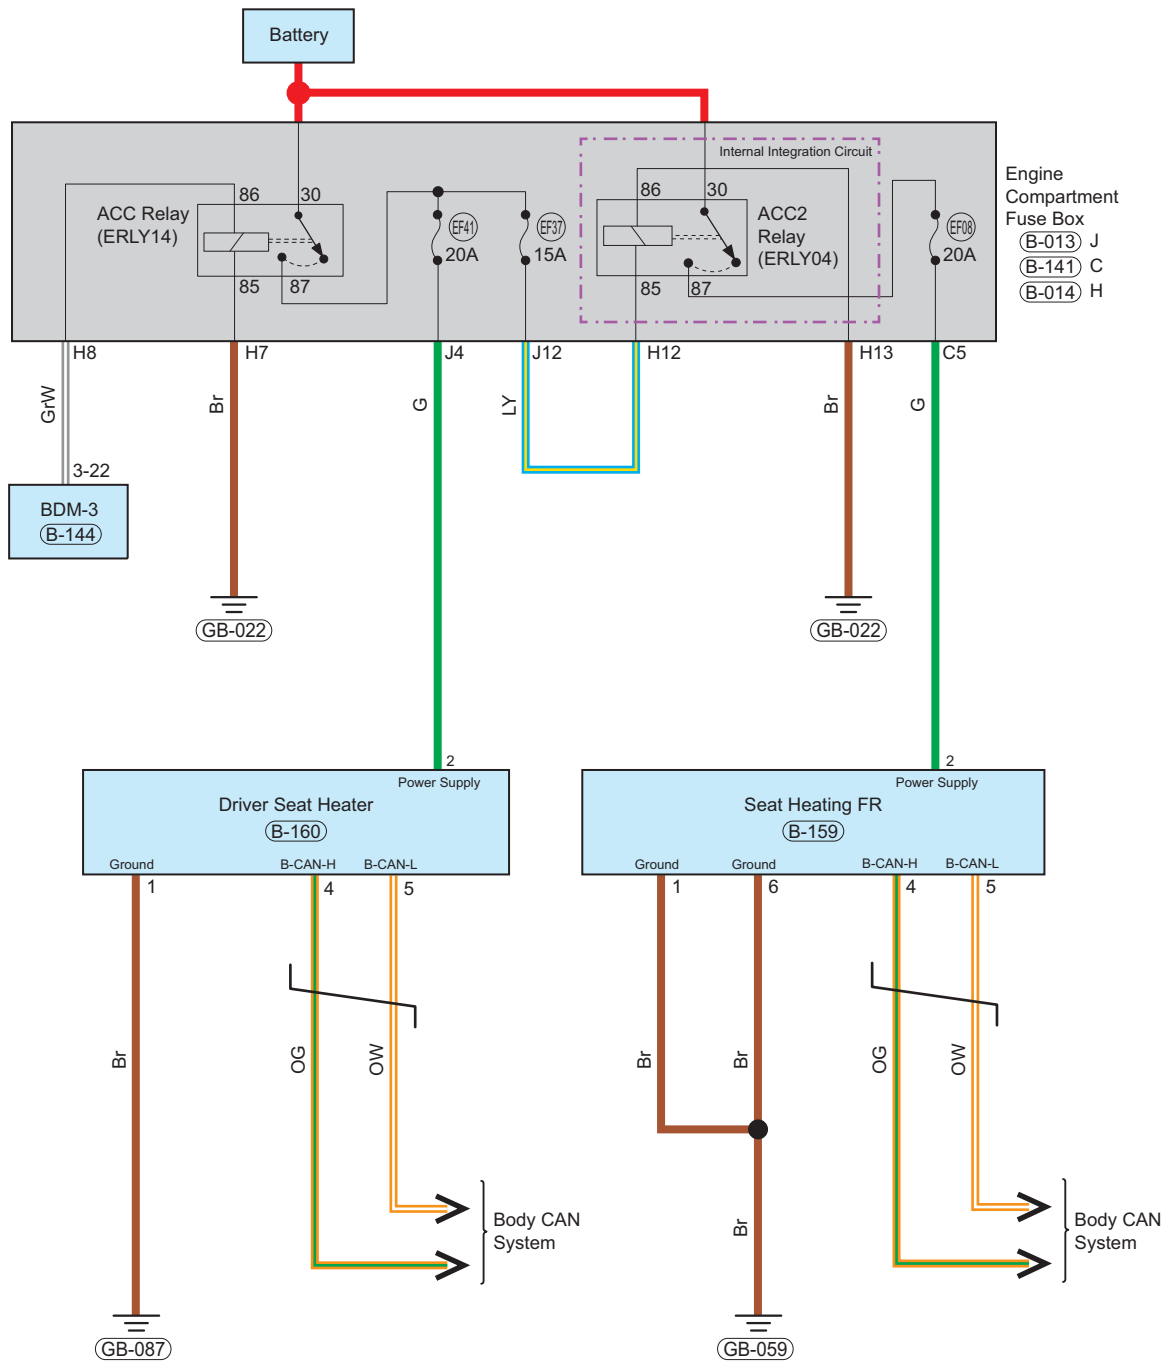 Battery
Internal Integration Circuit
Engine
Compartment
Fuse Box
B-013 J
B-141 C
B-014 H
ACC Relay
(ERLY14)
86
30
85
87
EF41
20A
EF37
15A
86
30
ACC2
Relay
(ERLY04)
85
87
EF08
20A
H8
H7
J4
J12
H12
H13
C5
GrW
Br
G
LY
Br
G
3-22
BDM-3
B-144
GB-022
GB-022
2
Power Supply
Driver Seat Heater
B-160
Ground
B-CAN-H
B-CAN-L
1
4
5
2
Power Supply
Seat Heating FR
B-159
Ground
Ground
B-CAN-H
B-CAN-L
1
6
4
5
Br
OG
OW
Br
Br
OG
OW
Br
Body CAN
System
Body CAN
System
GB-087
GB-059